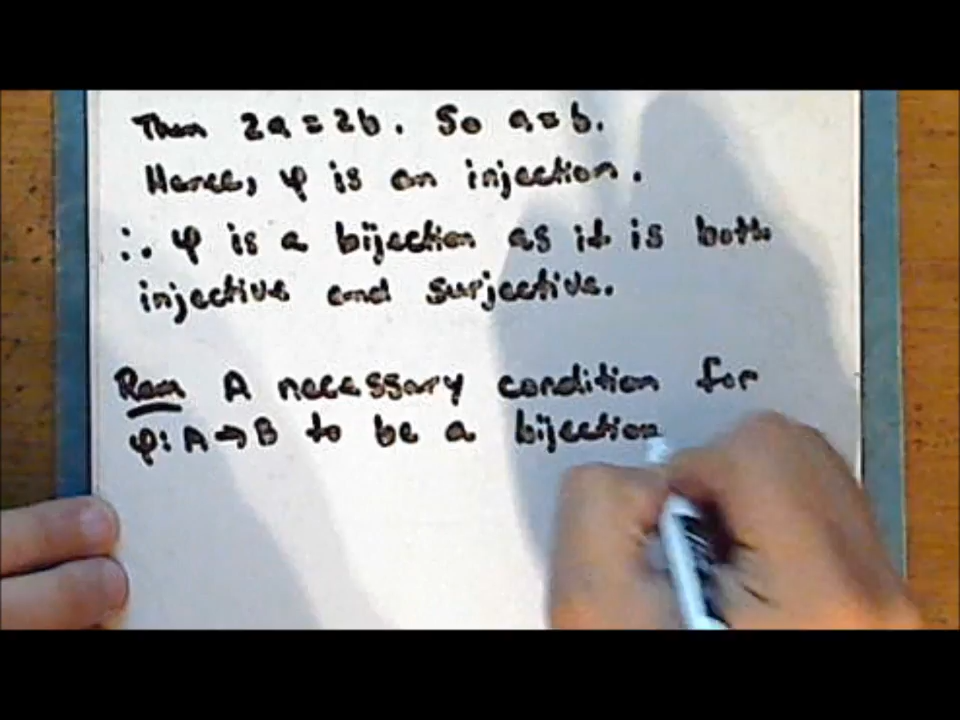 Then 2a = 2b. So a = b.
Hence, φ is an injection.
∴ φ is a bijection as it is both
injective and surjective.
Rem A necessary condition for
φ: A → B to be a bijection